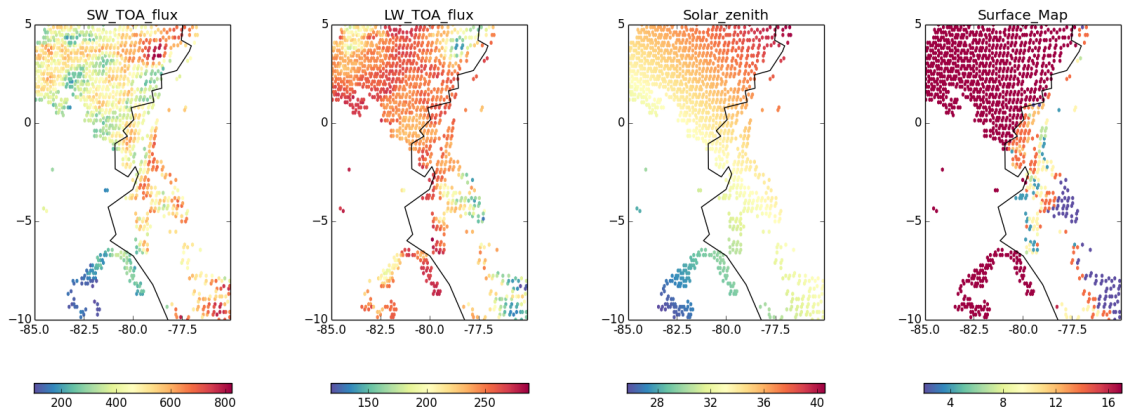 SW_TOA_flux LW_TOA_flux Solar_zenith Surface_Map
5 5 5 5
0 0 0 0
−5 −5 −5 −5
−10 −10 −10 −10
-85.0 -82.5 -80.0 -77.5 -85.0 -82.5 -80.0 -77.5 -85.0 -82.5 -80.0 -77.5 -85.0 -82.5 -80.0 -77.5
200 400 600 800 150 200 250 28 32 36 40 4 8 12 16